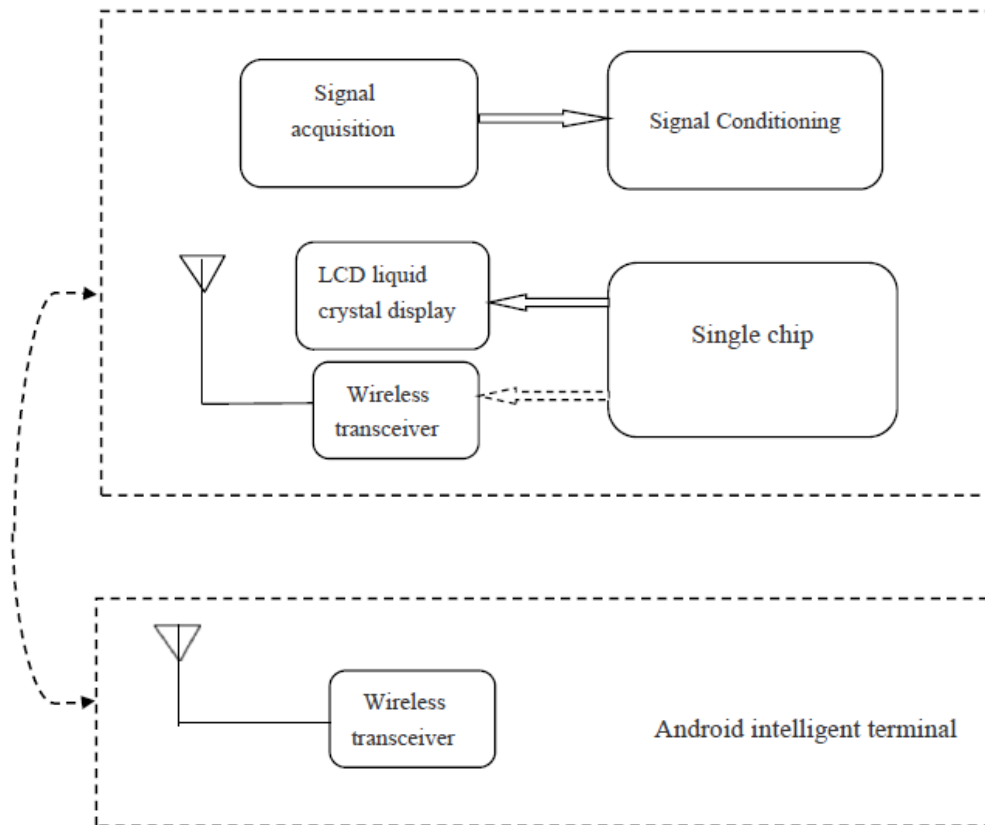 Signal
acquisition
Signal Conditioning
LCD liquid
crystal display
Single chip
Wireless
transceiver
Wireless
transceiver
Android intelligent terminal